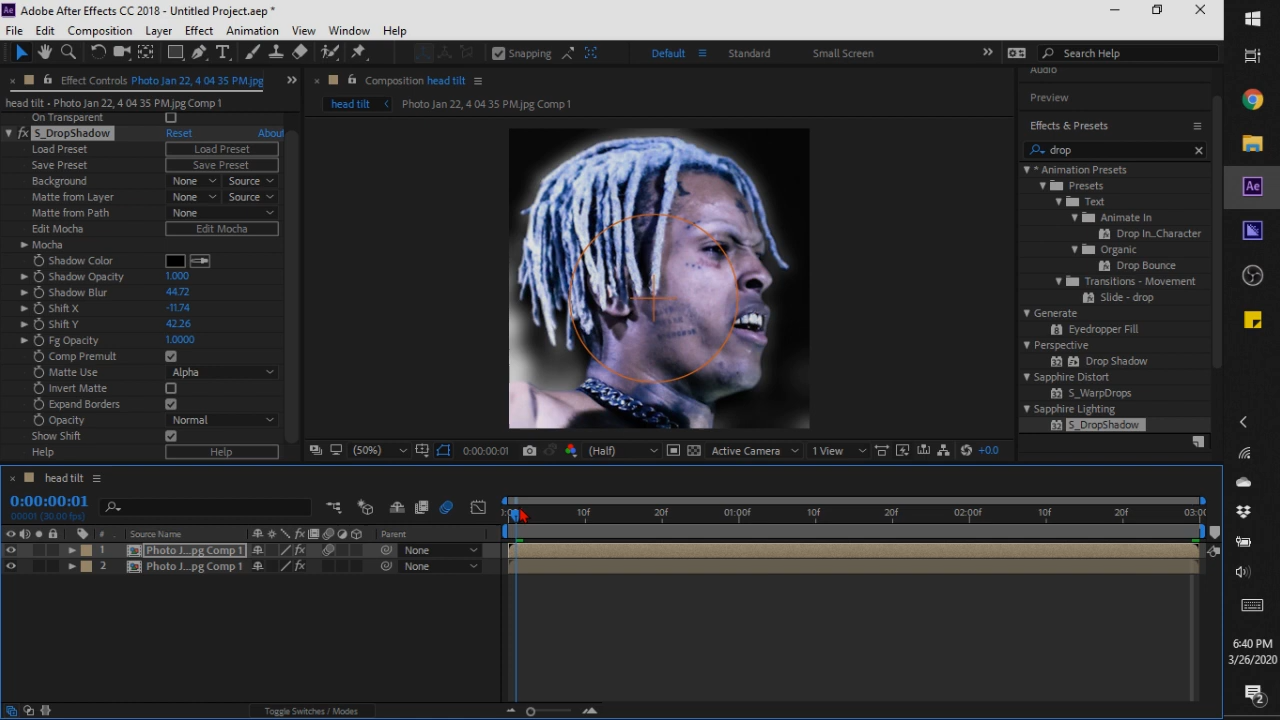 Adobe After Effects CC 2018 - Untitled Project.aep *
File Edit Composition Layer Effect Animation View Window Help
Snapping
Default
Standard
Small Screen
Search Help
Effect Controls Photo Jan 22, 4 04 35 PM.jpg
head tilt • Photo Jan 22, 4 04 35 PM.jpg Comp 1
On Transparent
fx S_DropShadow Reset About
Load Preset Load Preset
Save Preset Save Preset
Background None Source
Matte from Layer None Source
Matte from Path None
Edit Mocha Edit Mocha
Mocha
Shadow Color
Shadow Opacity 1.000
Shadow Blur 44.72
Shift X -11.74
Shift Y 42.26
Fg Opacity 1.0000
Comp Premult
Matte Use Alpha
Invert Matte
Expand Borders
Opacity Normal
Show Shift
Help Help
Composition head tilt
head tilt Photo Jan 22, 4 04 35 PM.jpg Comp 1
(50%) 0:00:00:01 (Half) Active Camera 1 View +0.0
Audio
Preview
Effects & Presets
drop
* Animation Presets
Presets
Text
Animate In
Drop In_Character
Organic
Drop Bounce
Transitions - Movement
Slide - drop
Generate
Eyedropper Fill
Perspective
Drop Shadow
Sapphire Distort
S_WarpDrops
Sapphire Lighting
S_DropShadow
head tilt
0:00:00:01
00001 (30.00 fps)
10f 20f 01:00f 10f 20f 02:00f 10f 20f 03:00
# Source Name Parent
1 Photo J...pg Comp 1 None
2 Photo J...pg Comp 1 None
Toggle Switches / Modes
Ae
6:40 PM
3/26/2020
2